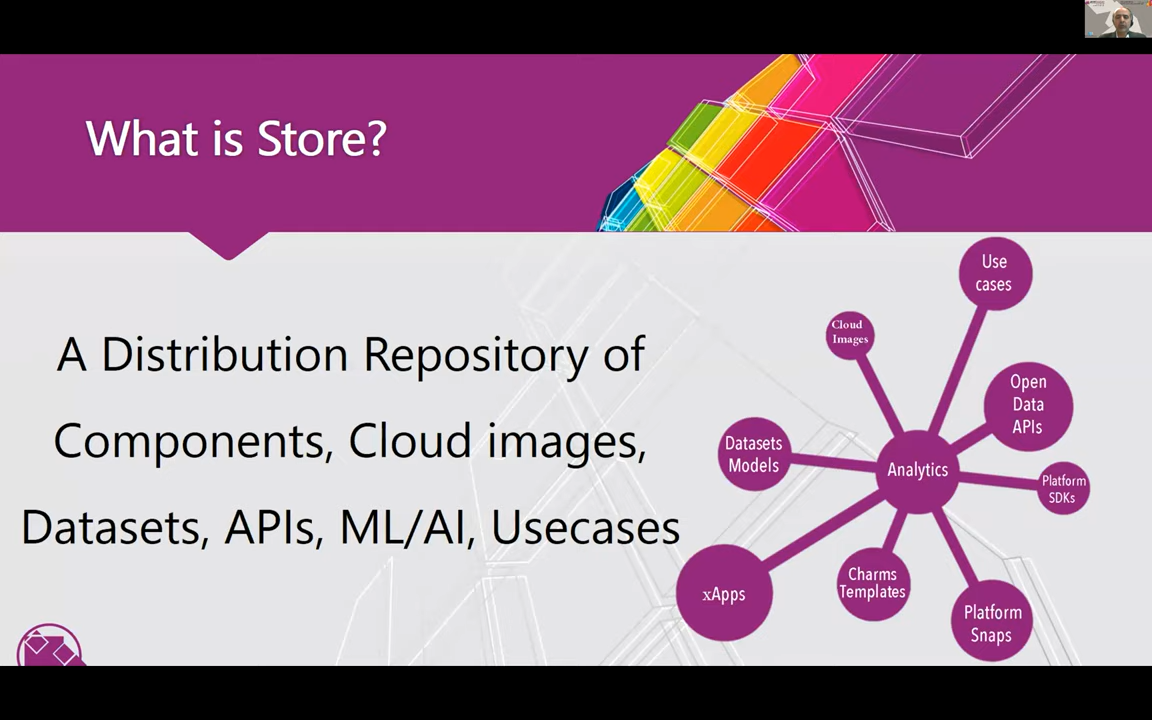 What is Store?
A Distribution Repository of
Components, Cloud images,
Datasets, APIs, ML/AI, Usecases
Use
cases
Cloud
Images
Open
Data
APIs
Datasets
Models
Analytics
Platform
SDKs
xApps
Charms
Templates
Platform
Snaps